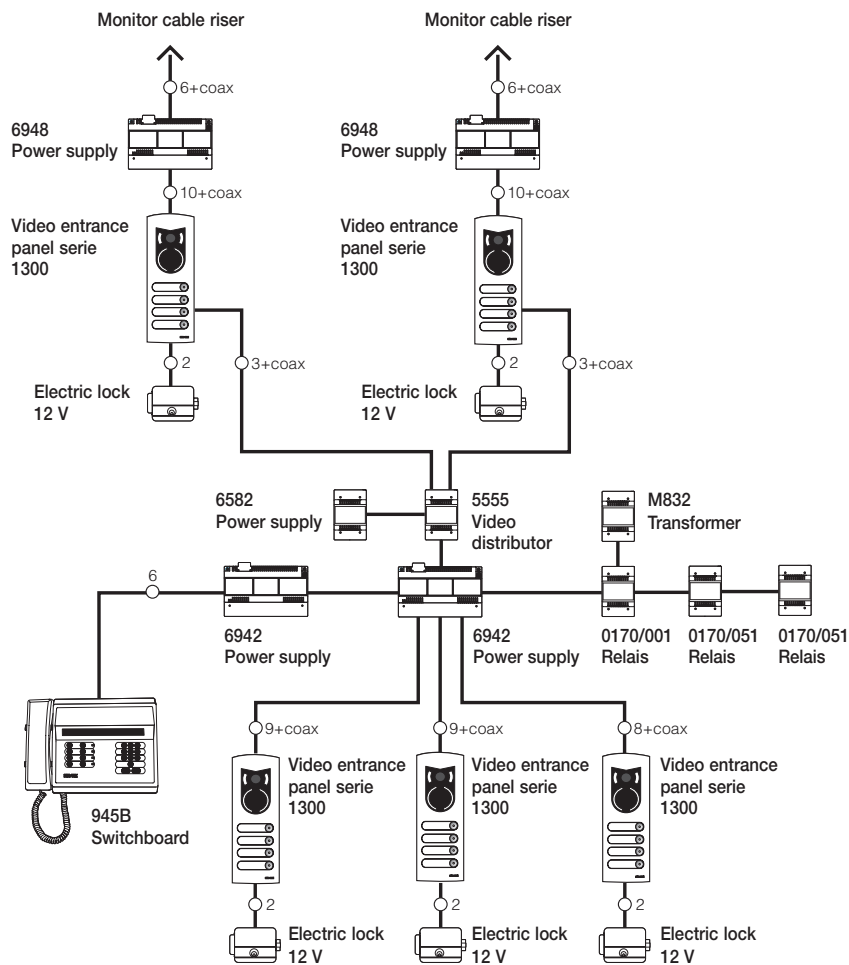 Monitor cable riser
Monitor cable riser
6+coax
6+coax
6948
Power supply
6948
Power supply
10+coax
10+coax
Video entrance
panel serie
1300
Video entrance
panel serie
1300
2
3+coax
2
3+coax
Electric lock
12 V
Electric lock
12 V
6582
Power supply
5555
Video
distributor
M832
Transformer
6
6942
Power supply
6942
Power supply
0170/001
Relais
0170/051
Relais
0170/051
Relais
9+coax
9+coax
8+coax
Video entrance
panel serie
1300
Video entrance
panel serie
1300
Video entrance
panel serie
1300
945B
Switchboard
2
2
2
Electric lock
12 V
Electric lock
12 V
Electric lock
12 V